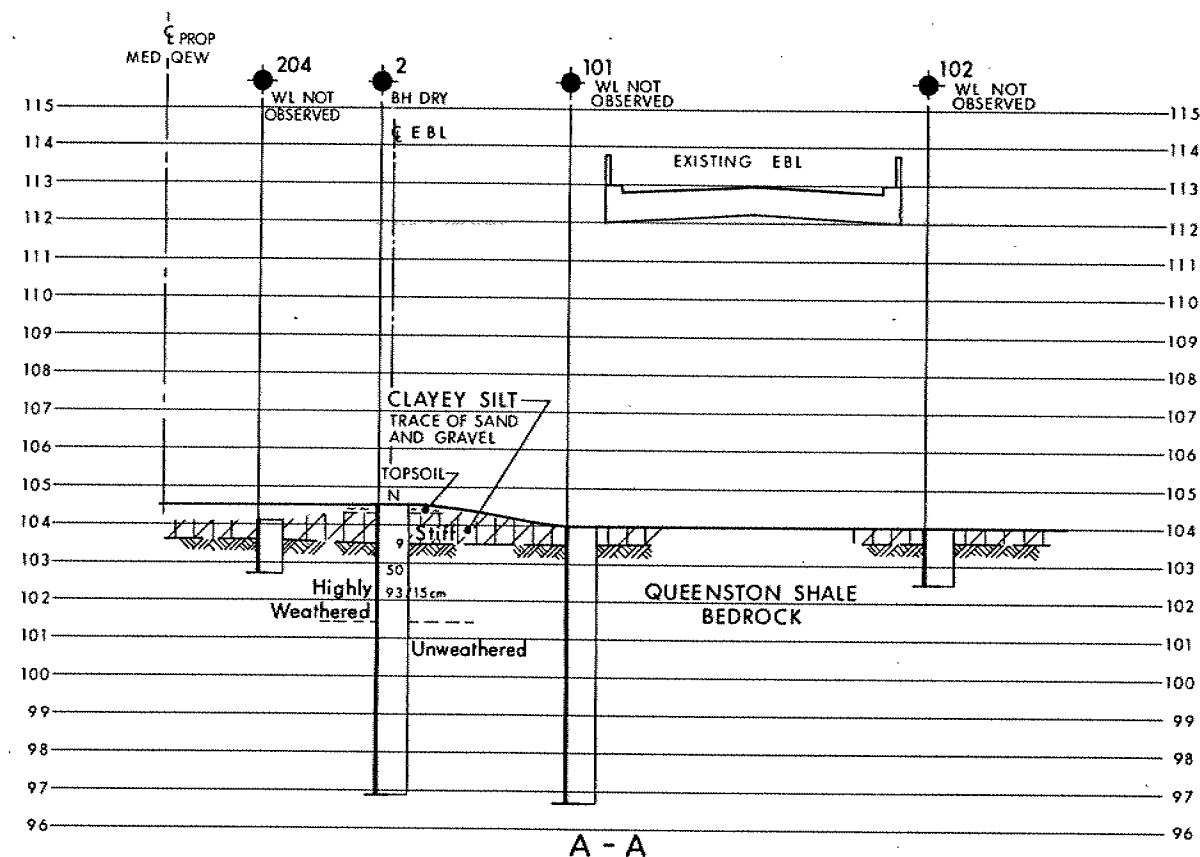 ℄ PROP
MED QEW
204
WL NOT
OBSERVED
2
BH DRY
℄ EBL
101
WL NOT
OBSERVED
102
WL NOT
OBSERVED
EXISTING EBL
115
114
113
112
111
110
109
108
107
106
105
104
103
102
101
100
99
98
97
96
115
114
113
112
111
110
109
108
107
106
105
104
103
102
101
100
99
98
97
96
CLAYEY SILT
TRACE OF SAND
AND GRAVEL
TOPSOIL
N
Stiff
9
50
93/15cm
Highly
Weathered
Unweathered
QUEENSTON SHALE
BEDROCK
A - A